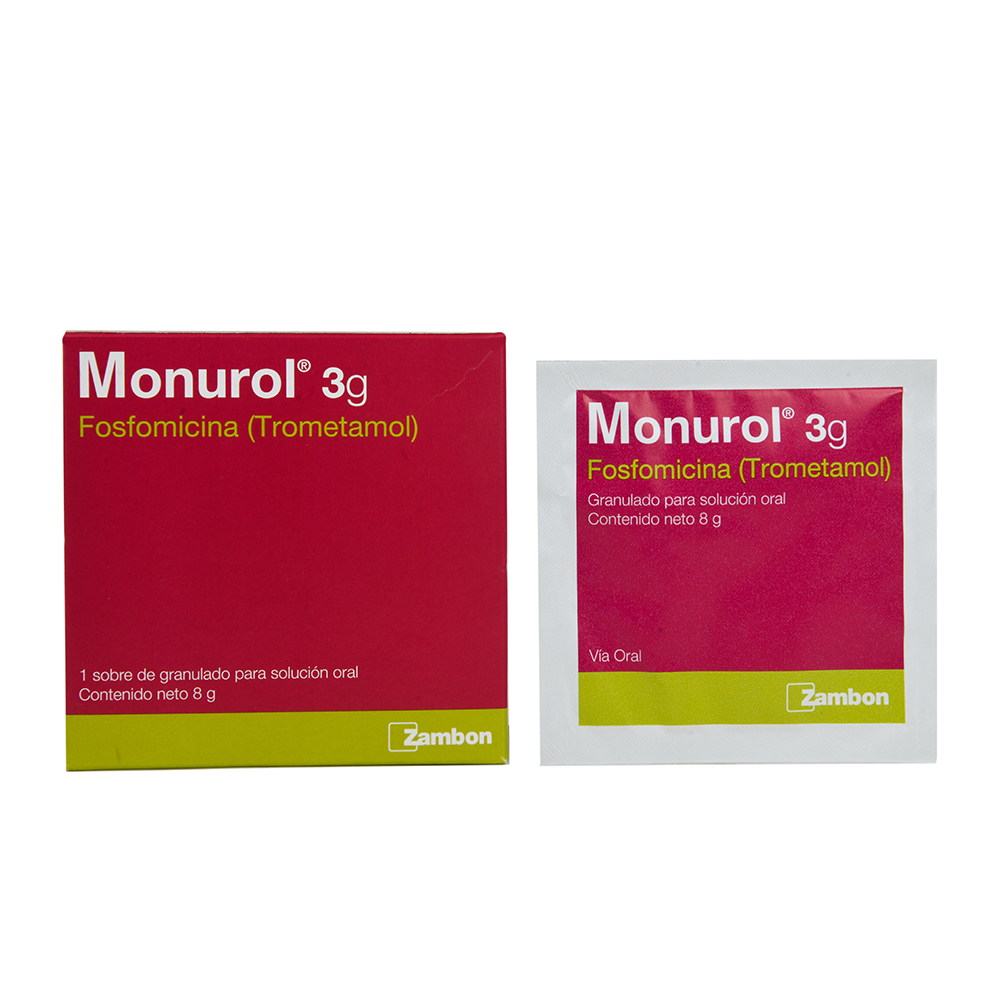 Monurol® 3g
Fosfomicina (Trometamol)
1 sobre de granulado para solución oral
Contenido neto 8 g
Zambon
Monurol® 3g
Fosfomicina (Trometamol)
Granulado para solución oral
Contenido neto 8 g
Vía Oral
Zambon